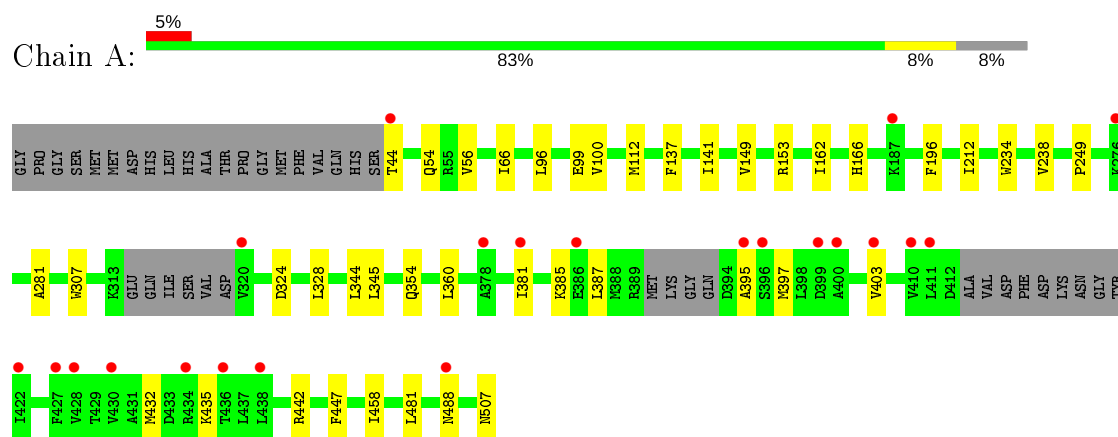 5%
Chain A:
83% 8% 8%
GLY PRO GLY SER MET MET ASP HIS LEU HIS ALA THR PRO GLY MET PHE VAL GLN HIS SER T44 Q54 R55 V56 I66 L96 E99 V100 M112 F137 I141 V149 R153 I162 H166 K187 F196 I212 W234 V238 P249 K276
A281 W307 K313 GLU GLN ILE SER VAL ASP V320 D324 L328 L344 L345 Q354 L360 A378 I381 K385 E386 L387 M388 R389 MET LYS GLY GLN D394 A395 S396 M397 L398 D399 A400 V403 V410 L411 D412 ALA VAL ASP PHE ASP LYS ASN GLY TYR
I422 F427 V428 T429 V430 A431 M432 D433 R434 K435 T436 L437 L438 R442 F447 I458 L481 N488 N507